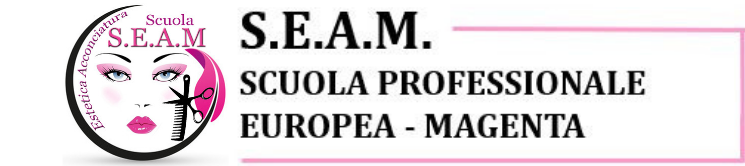 Scuola
S.E.A.M
Estetica Acconciatura
S.E.A.M.
SCUOLA PROFESSIONALE
EUROPEA - MAGENTA